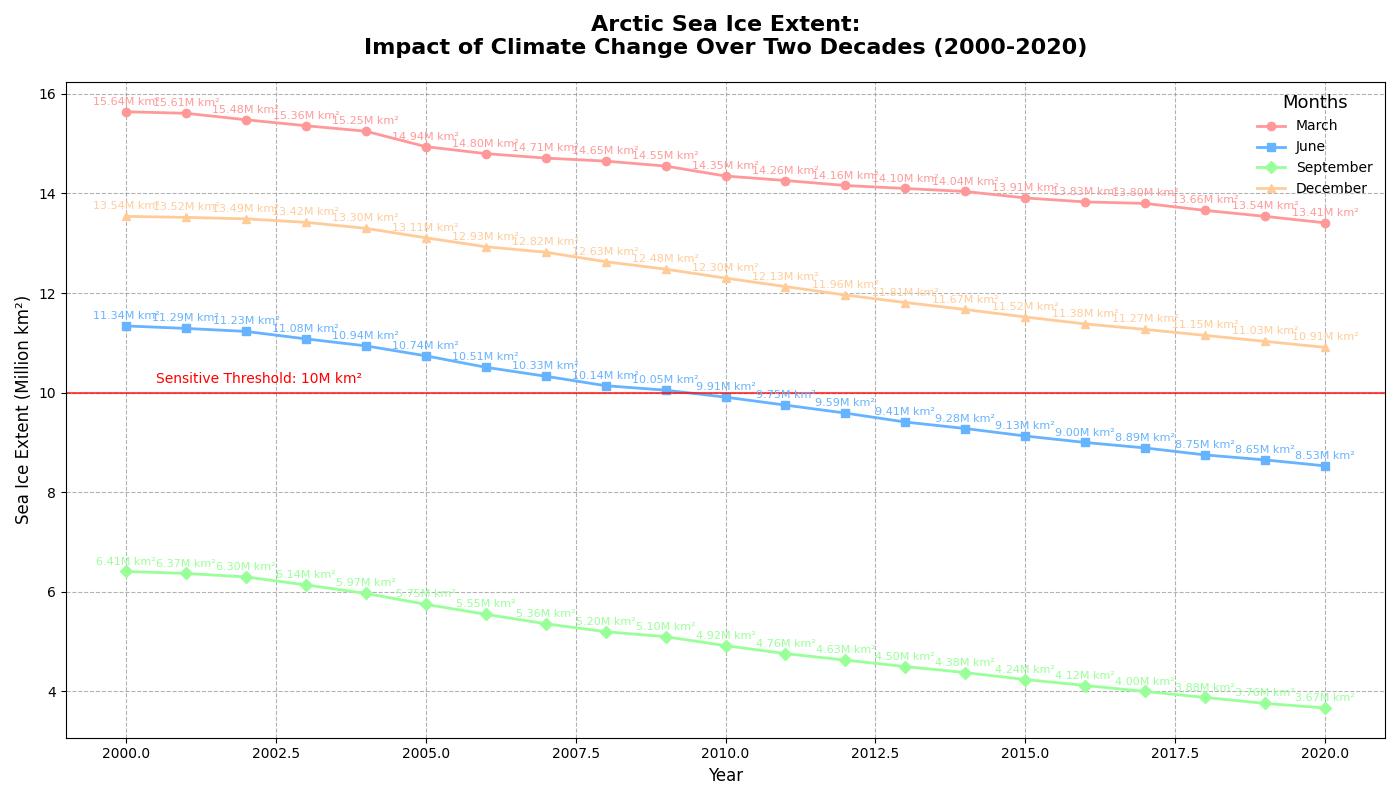 Arctic Sea Ice Extent:
Impact of Climate Change Over Two Decades (2000-2020)
Sea Ice Extent (Million km²)
16
14
12
10
8
6
4
Months
March
June
September
December
15.64M km²
15.61M km²
15.48M km²
15.36M km²
15.25M km²
14.94M km²
14.80M km²
14.71M km²
14.65M km²
14.55M km²
14.35M km²
14.26M km²
14.16M km²
14.10M km²
14.04M km²
13.91M km²
13.83M km²
13.80M km²
13.66M km²
13.54M km²
13.41M km²
13.54M km²
13.52M km²
13.49M km²
13.42M km²
13.30M km²
13.11M km²
12.93M km²
12.82M km²
12.63M km²
12.48M km²
12.30M km²
12.13M km²
11.96M km²
11.81M km²
11.67M km²
11.52M km²
11.38M km²
11.27M km²
11.15M km²
11.03M km²
10.91M km²
11.34M km²
11.29M km²
11.23M km²
11.08M km²
10.94M km²
10.74M km²
10.51M km²
10.33M km²
10.14M km²
10.05M km²
9.91M km²
9.75M km²
9.59M km²
9.41M km²
9.28M km²
9.13M km²
9.00M km²
8.89M km²
8.75M km²
8.65M km²
8.53M km²
Sensitive Threshold: 10M km²
6.41M km²
6.37M km²
6.30M km²
6.14M km²
5.97M km²
5.75M km²
5.55M km²
5.36M km²
5.20M km²
5.10M km²
4.92M km²
4.76M km²
4.63M km²
4.50M km²
4.38M km²
4.24M km²
4.12M km²
4.00M km²
3.88M km²
3.76M km²
3.67M km²
2000.0
2002.5
2005.0
2007.5
2010.0
2012.5
2015.0
2017.5
2020.0
Year